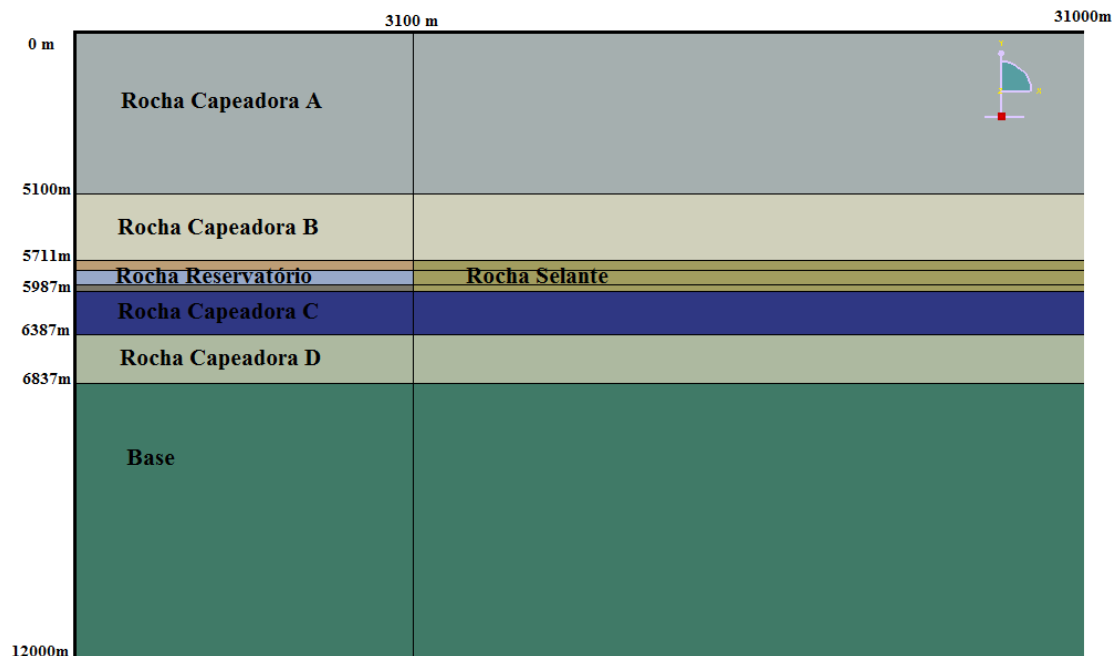 3100 m
31000m
0 m
Y
Z X
Rocha Capeadora A
5100m
Rocha Capeadora B
5711m
Rocha Reservatório
Rocha Selante
5987m
Rocha Capeadora C
6387m
Rocha Capeadora D
6837m
Base
12000m